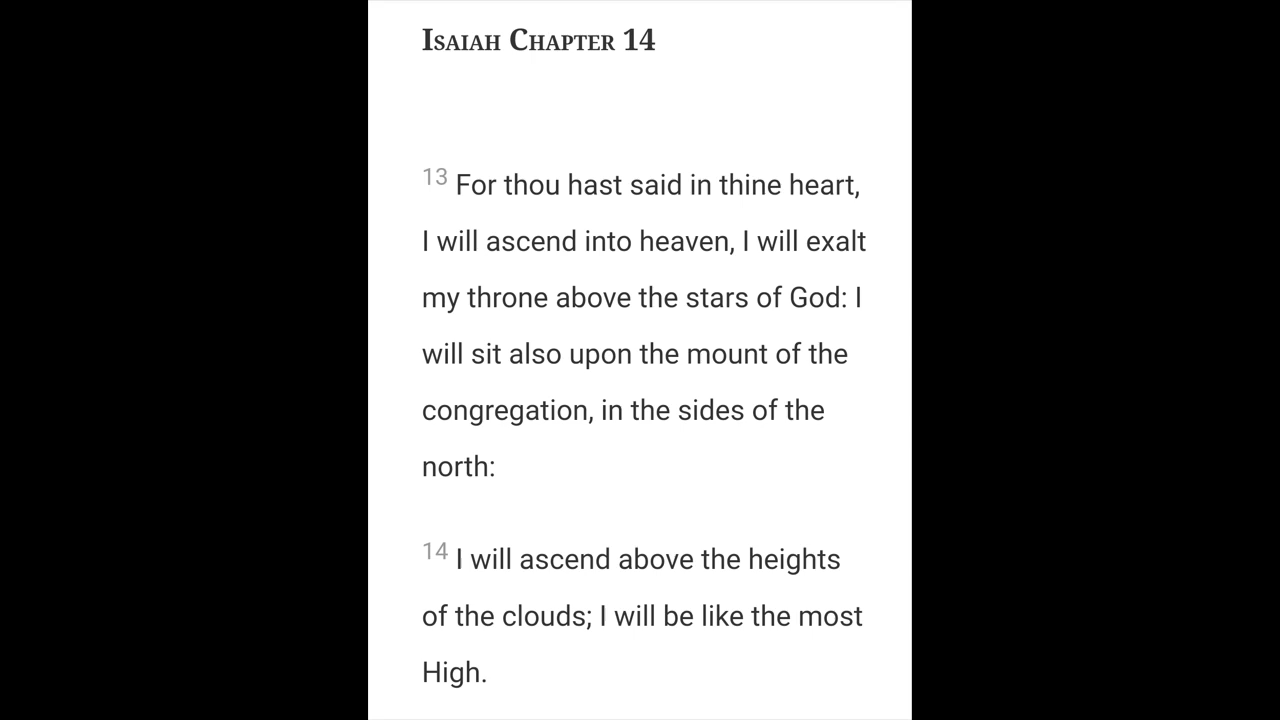 Isaiah Chapter 14
13 For thou hast said in thine heart,
I will ascend into heaven, I will exalt
my throne above the stars of God: I
will sit also upon the mount of the
congregation, in the sides of the
north:
14 I will ascend above the heights
of the clouds; I will be like the most
High.